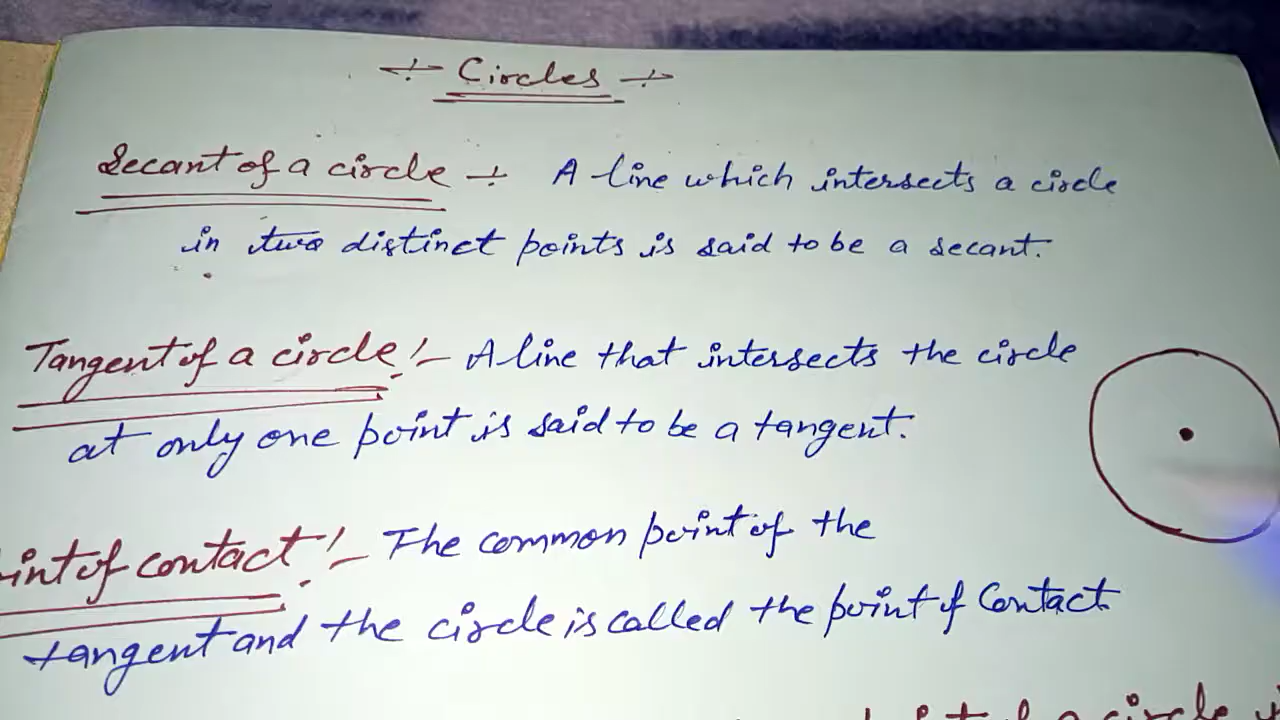 ÷ Circles ÷
Secant of a circle ÷ A line which intersects a circle
in two distinct points is said to be a secant.
Tangent of a circle :- A line that intersects the circle
at only one point is said to be a tangent.
of contact :- The common point of the
tangent and the circle is called the point of Contact
of a circle